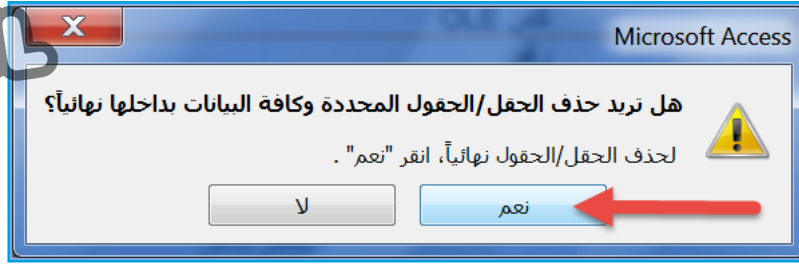 Microsoft Access
هل تريد حذف الحقل/الحقول المحددة وكافة البيانات بداخلها نهائياً؟
لحذف الحقل/الحقول نهائياً، انقر "نعم" .
نعم
لا